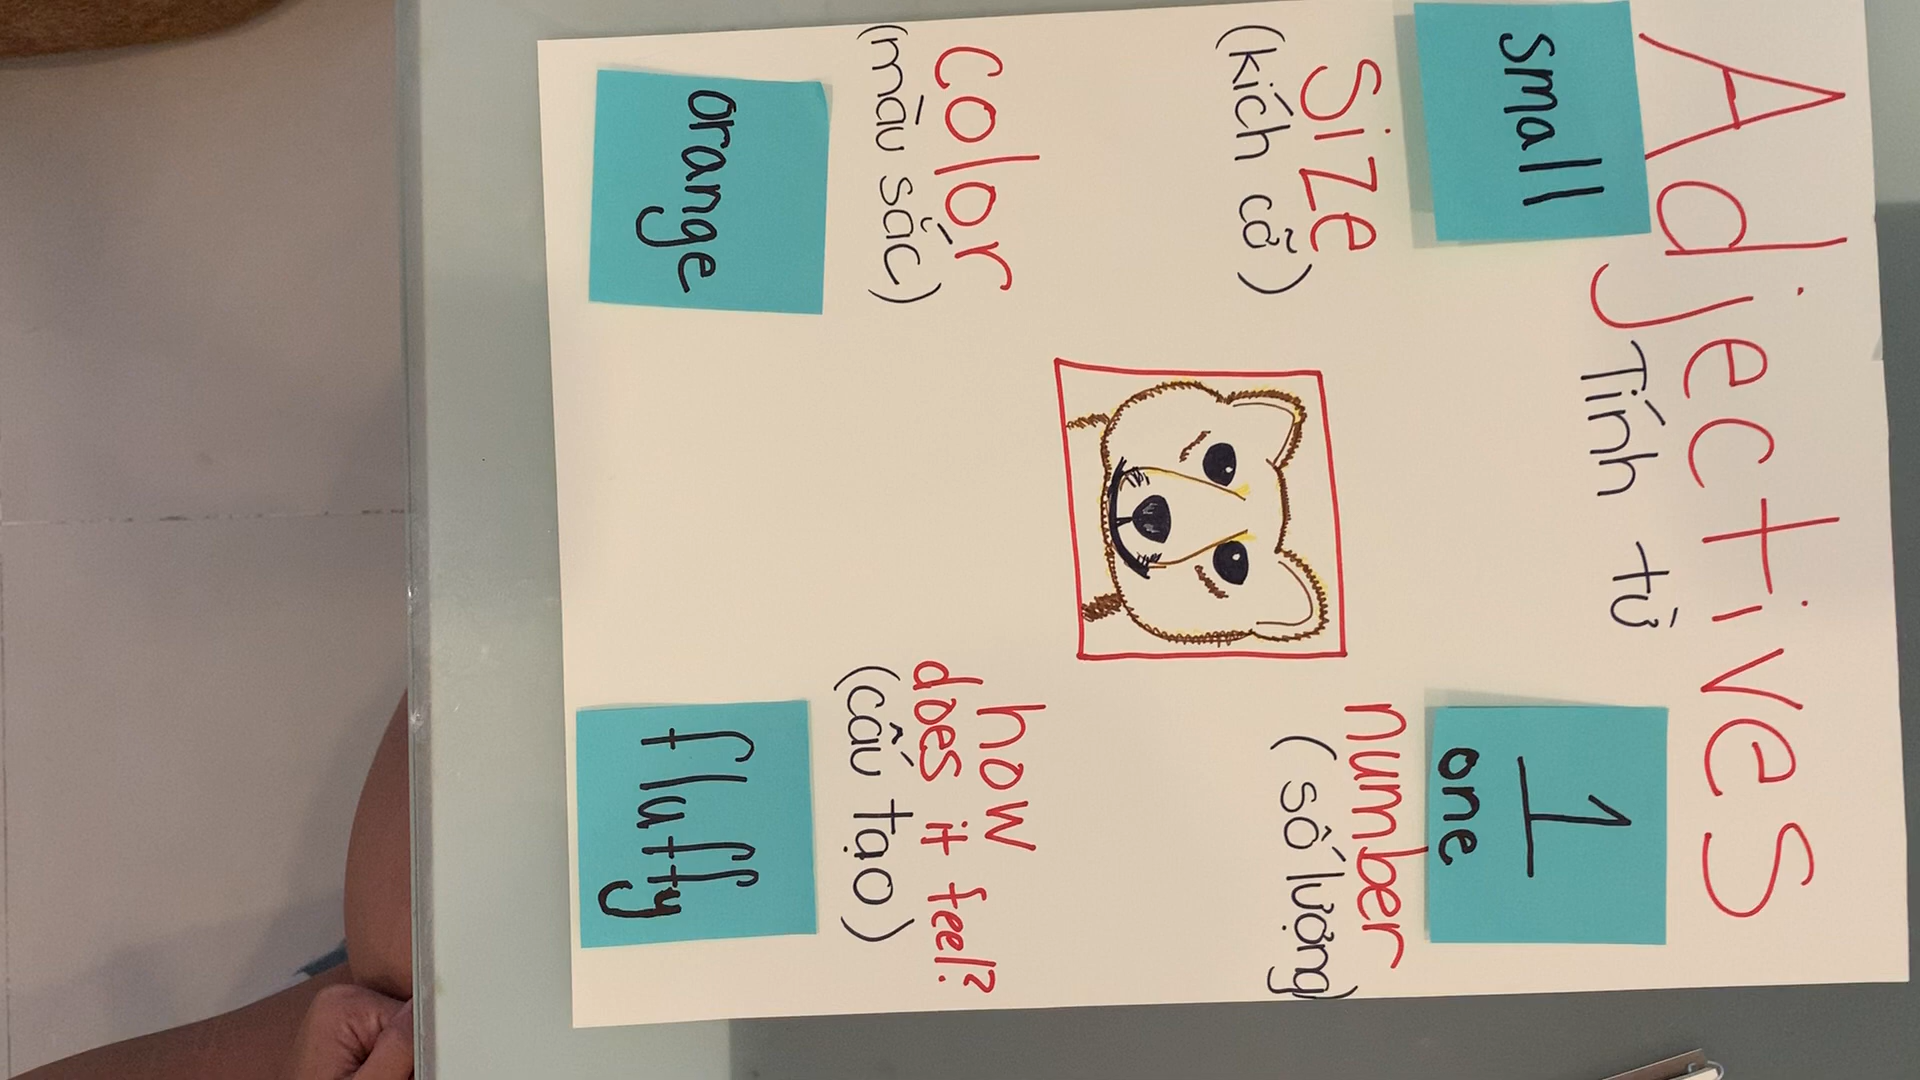 Adjectives
Tính từ
small
Size
(kích cỡ)
1
one
number
(số lượng)
color
(màu sắc)
orange
how
does it feel?
(cấu tạo)
fluffy